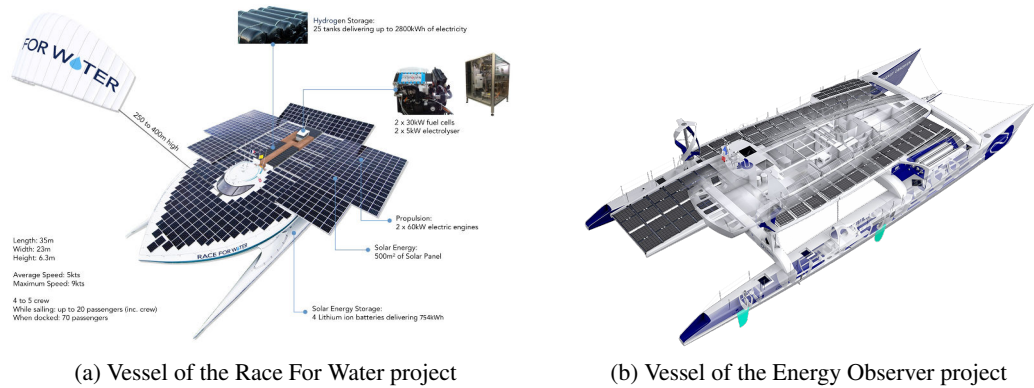 Hydrogen Storage:
25 tanks delivering up to 2800kWh of electricity
FOR WATER
250 to 400m high
2 x 30kW fuel cells
2 x 5kW electrolyser
Propulsion:
2 x 60kW electric engines
Solar Energy:
500m² of Solar Panel
RACE FOR WATER
Length: 35m
Width: 23m
Height: 6.3m
Average Speed: 5kts
Maximum Speed: 9kts
4 to 5 crew
While sailing: up to 20 passengers (inc. crew)
When docked: 70 passengers
Solar Energy Storage:
4 Lithium ion batteries delivering 754kWh
(a) Vessel of the Race For Water project
(b) Vessel of the Energy Observer project